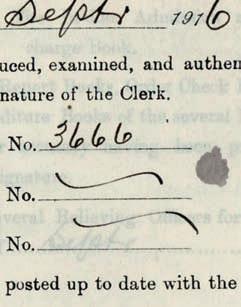 Septr 1916
uced, examined, and authen
nature of the Clerk.
No. 3666
No.
No.
posted up to date with the